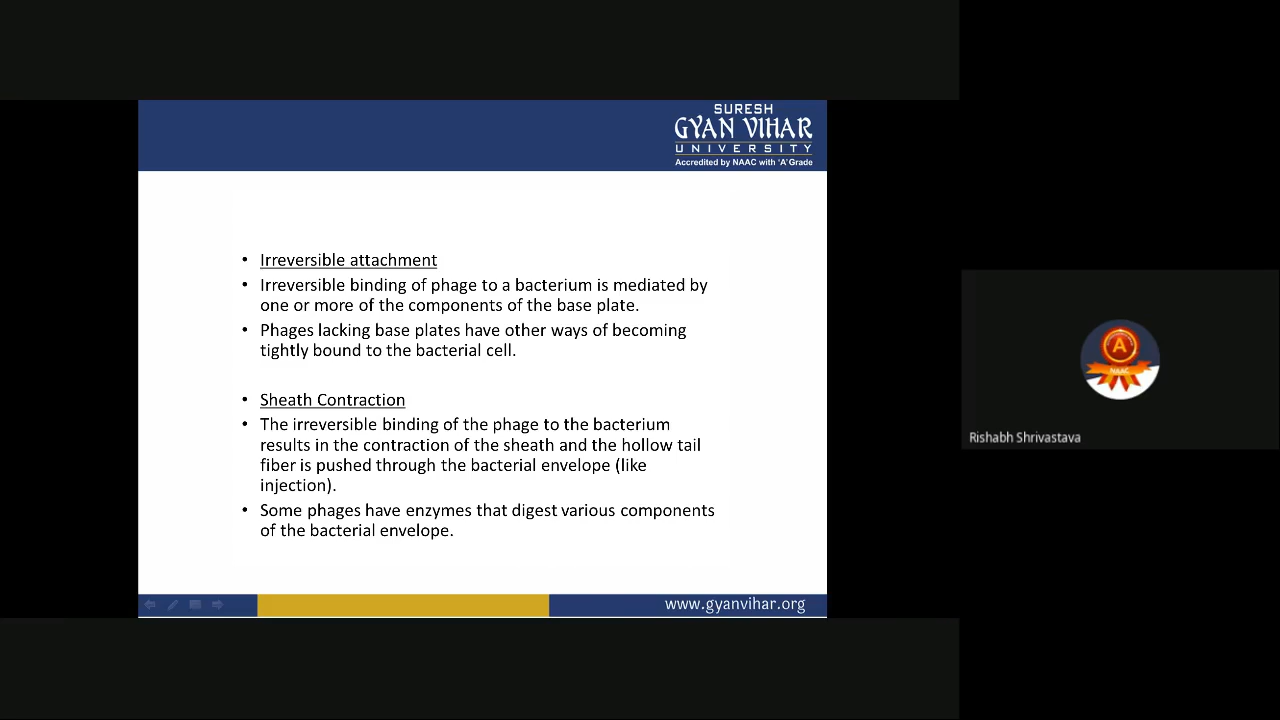 SURESH
GYAN VIHAR
UNIVERSITY
Accredited by NAAC with 'A' Grade
• Irreversible attachment
• Irreversible binding of phage to a bacterium is mediated by
one or more of the components of the base plate.
• Phages lacking base plates have other ways of becoming
tightly bound to the bacterial cell.
• Sheath Contraction
• The irreversible binding of the phage to the bacterium
results in the contraction of the sheath and the hollow tail
fiber is pushed through the bacterial envelope (like
injection).
• Some phages have enzymes that digest various components
of the bacterial envelope.
www.gyanvihar.org
A
NAAC
Rishabh Shrivastava